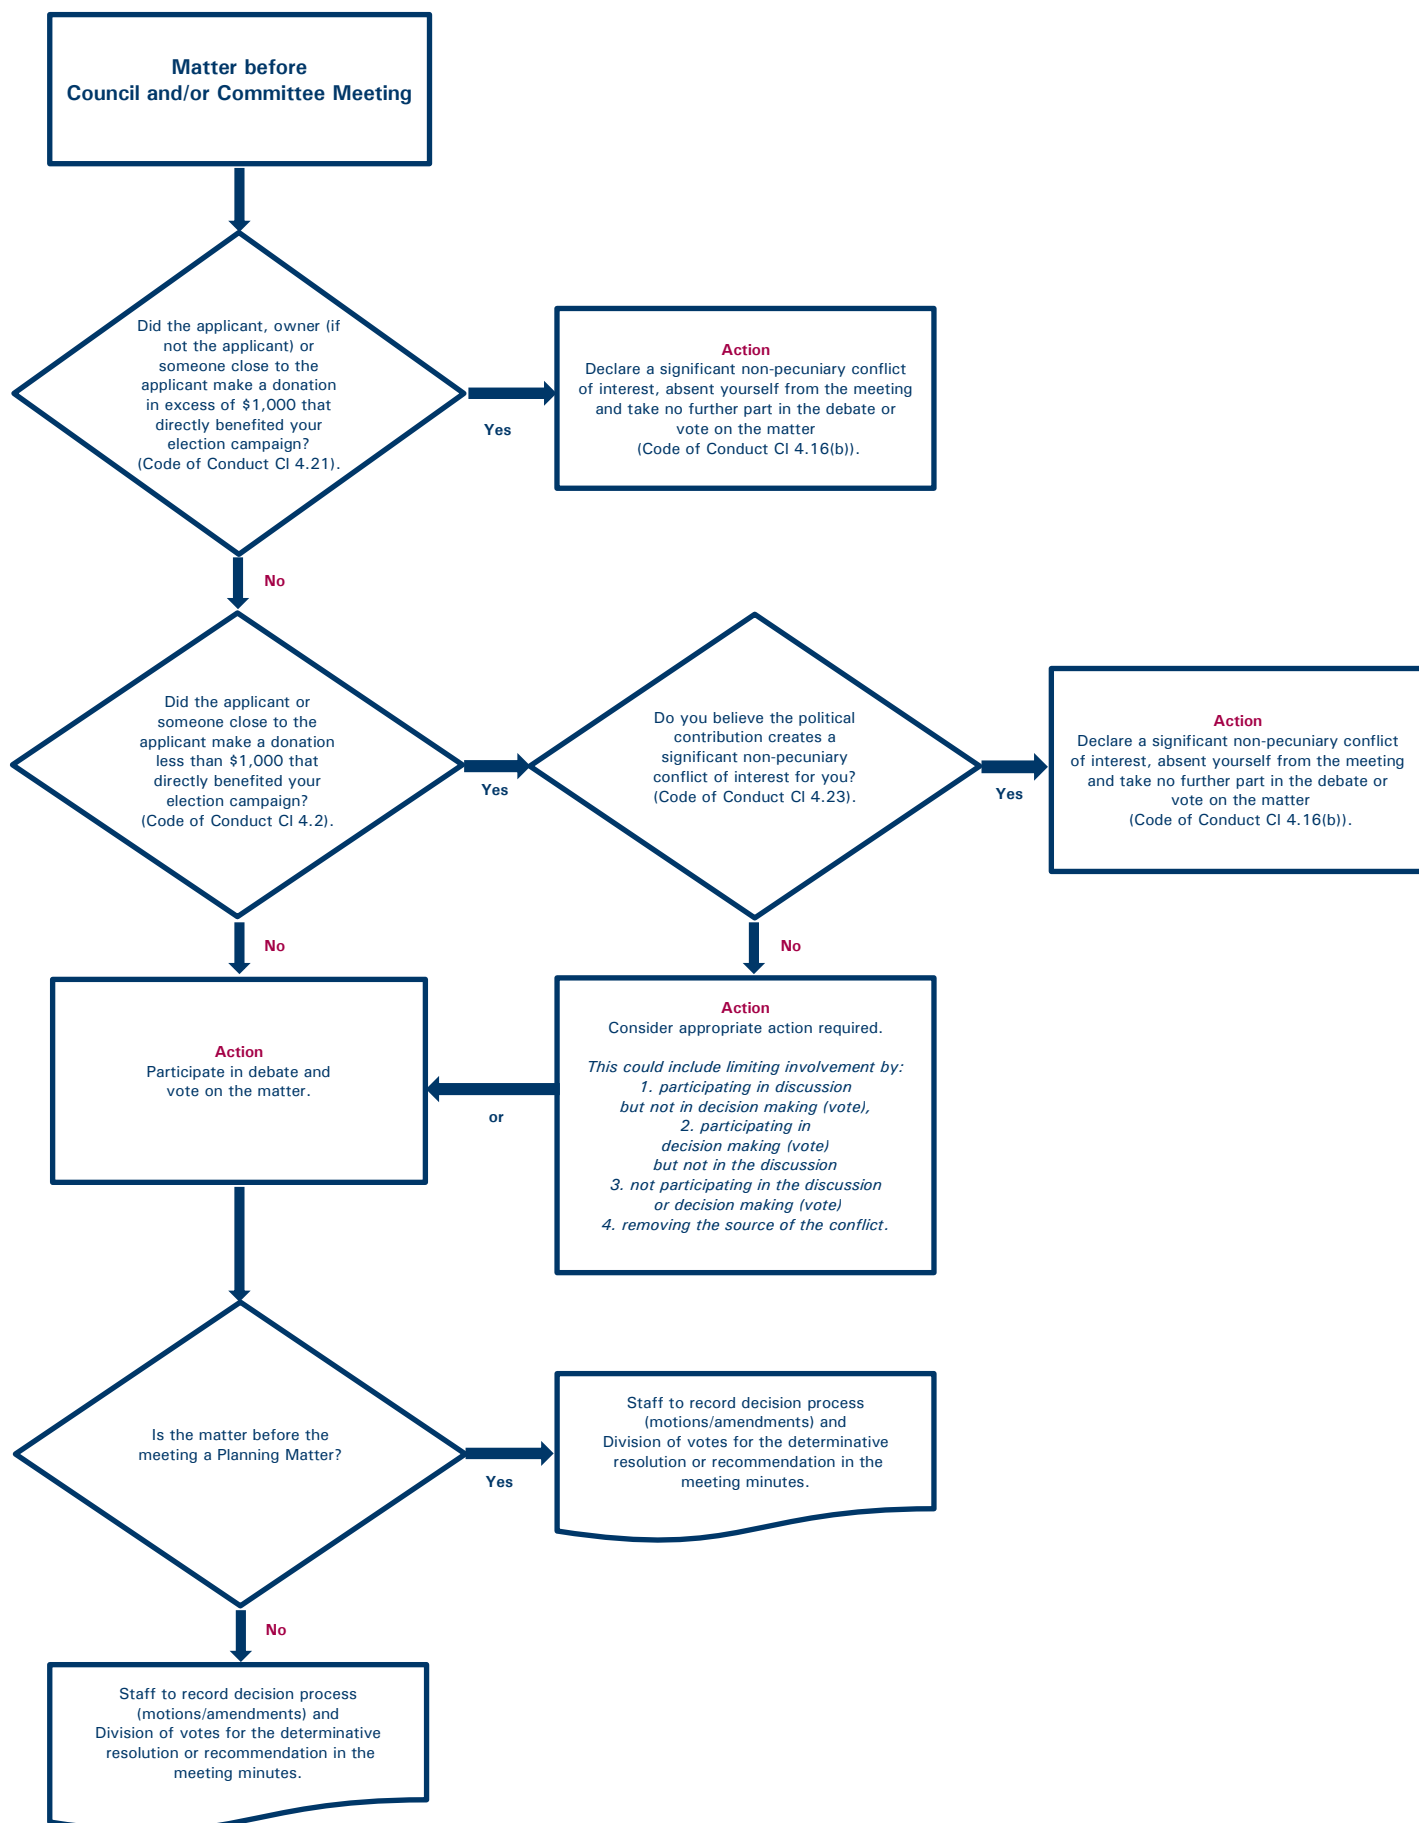 Matter before
Council and/or Committee Meeting
Did the applicant, owner (if
not the applicant) or
someone close to the
applicant make a donation
in excess of $1,000 that
directly benefited your
election campaign?
(Code of Conduct Cl 4.21).
Yes
Action
Declare a significant non-pecuniary conflict
of interest, absent yourself from the meeting
and take no further part in the debate or
vote on the matter
(Code of Conduct Cl 4.16(b)).
No
Did the applicant or
someone close to the
applicant make a donation
less than $1,000 that
directly benefited your
election campaign?
(Code of Conduct Cl 4.2).
Yes
Do you believe the political
contribution creates a
significant non-pecuniary
conflict of interest for you?
(Code of Conduct Cl 4.23).
Yes
Action
Declare a significant non-pecuniary conflict
of interest, absent yourself from the meeting
and take no further part in the debate or
vote on the matter
(Code of Conduct Cl 4.16(b)).
No
No
Action
Participate in debate and
vote on the matter.
or
Action
Consider appropriate action required.
This could include limiting involvement by:
1. participating in discussion
but not in decision making (vote),
2. participating in
decision making (vote)
but not in the discussion
3. not participating in the discussion
or decision making (vote)
4. removing the source of the conflict.
Is the matter before the
meeting a Planning Matter?
Yes
Staff to record decision process
(motions/amendments) and
Division of votes for the determinative
resolution or recommendation in the
meeting minutes.
No
Staff to record decision process
(motions/amendments) and
Division of votes for the determinative
resolution or recommendation in the
meeting minutes.